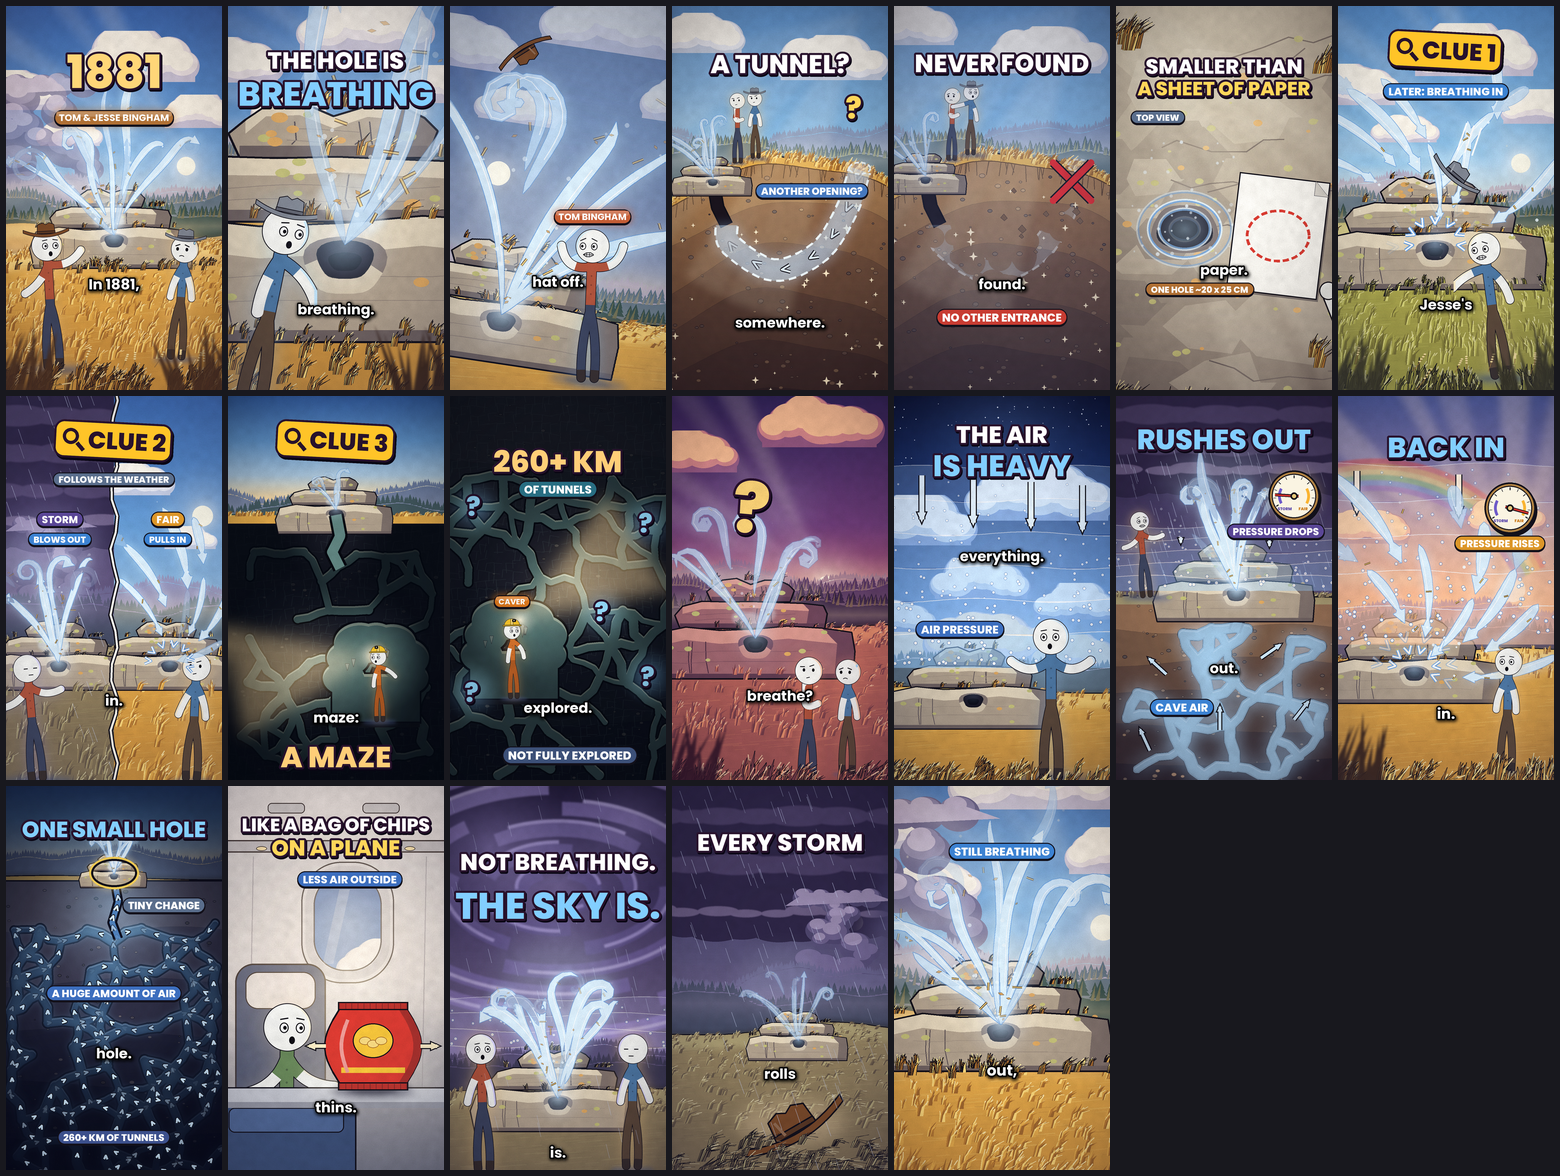 1881
TOM & JESSE BINGHAM
In 1881,
THE HOLE IS
BREATHING
breathing.
TOM BINGHAM
hat off.
A TUNNEL?
?
ANOTHER OPENING?
somewhere.
NEVER FOUND
found.
NO OTHER ENTRANCE
SMALLER THAN
A SHEET OF PAPER
TOP VIEW
paper.
ONE HOLE ~20 x 25 CM
CLUE 1
LATER: BREATHING IN
Jesse's
CLUE 2
FOLLOWS THE WEATHER
STORM
FAIR
BLOWS OUT
PULLS IN
in.
CLUE 3
maze:
A MAZE
260+ KM
OF TUNNELS
?
?
CAVER
?
?
?
explored.
NOT FULLY EXPLORED
?
breathe?
THE AIR
IS HEAVY
everything.
AIR PRESSURE
RUSHES OUT
STORM
FAIR
PRESSURE DROPS
out.
CAVE AIR
BACK IN
STORM
FAIR
PRESSURE RISES
in.
ONE SMALL HOLE
TINY CHANGE
A HUGE AMOUNT OF AIR
hole.
260+ KM OF TUNNELS
LIKE A BAG OF CHIPS
ON A PLANE
LESS AIR OUTSIDE
thins.
NOT BREATHING.
THE SKY IS.
is.
EVERY STORM
rolls
STILL BREATHING
out,